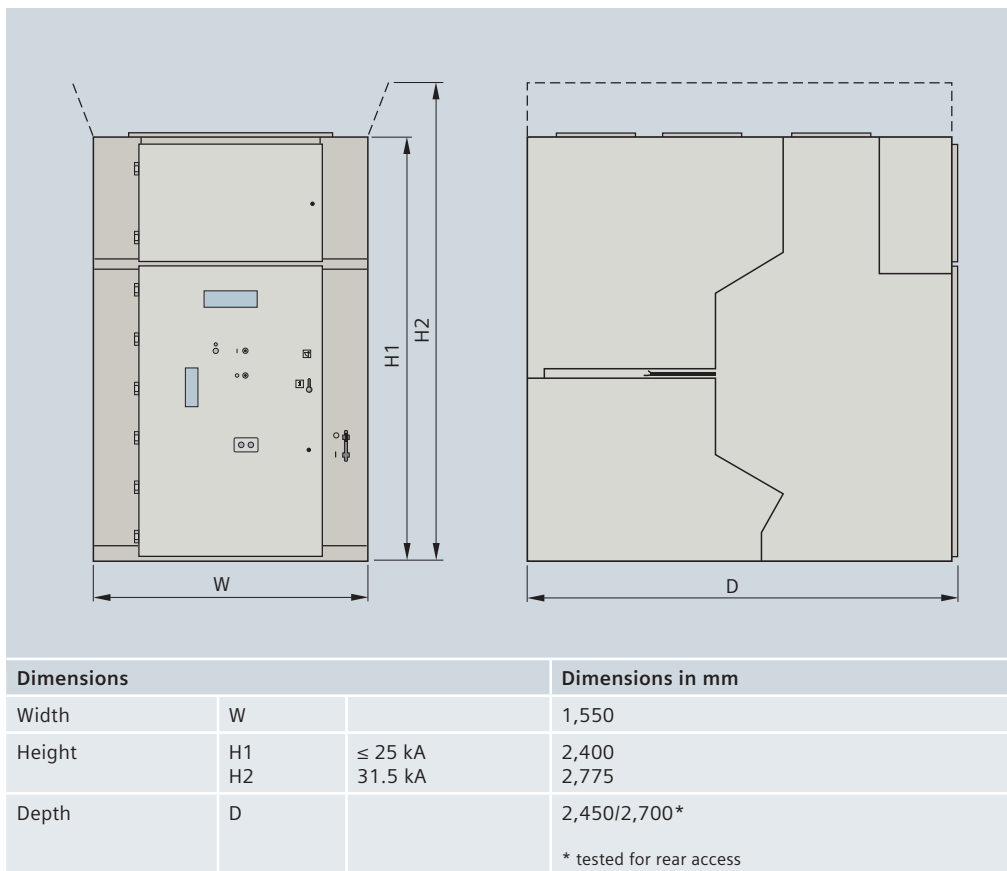 H1
H2
W
D
Dimensions Dimensions in mm
Width W 1,550
Height H1 ≤ 25 kA 2,400
H2 31.5 kA 2,775
Depth D 2,450/2,700*
* tested for rear access